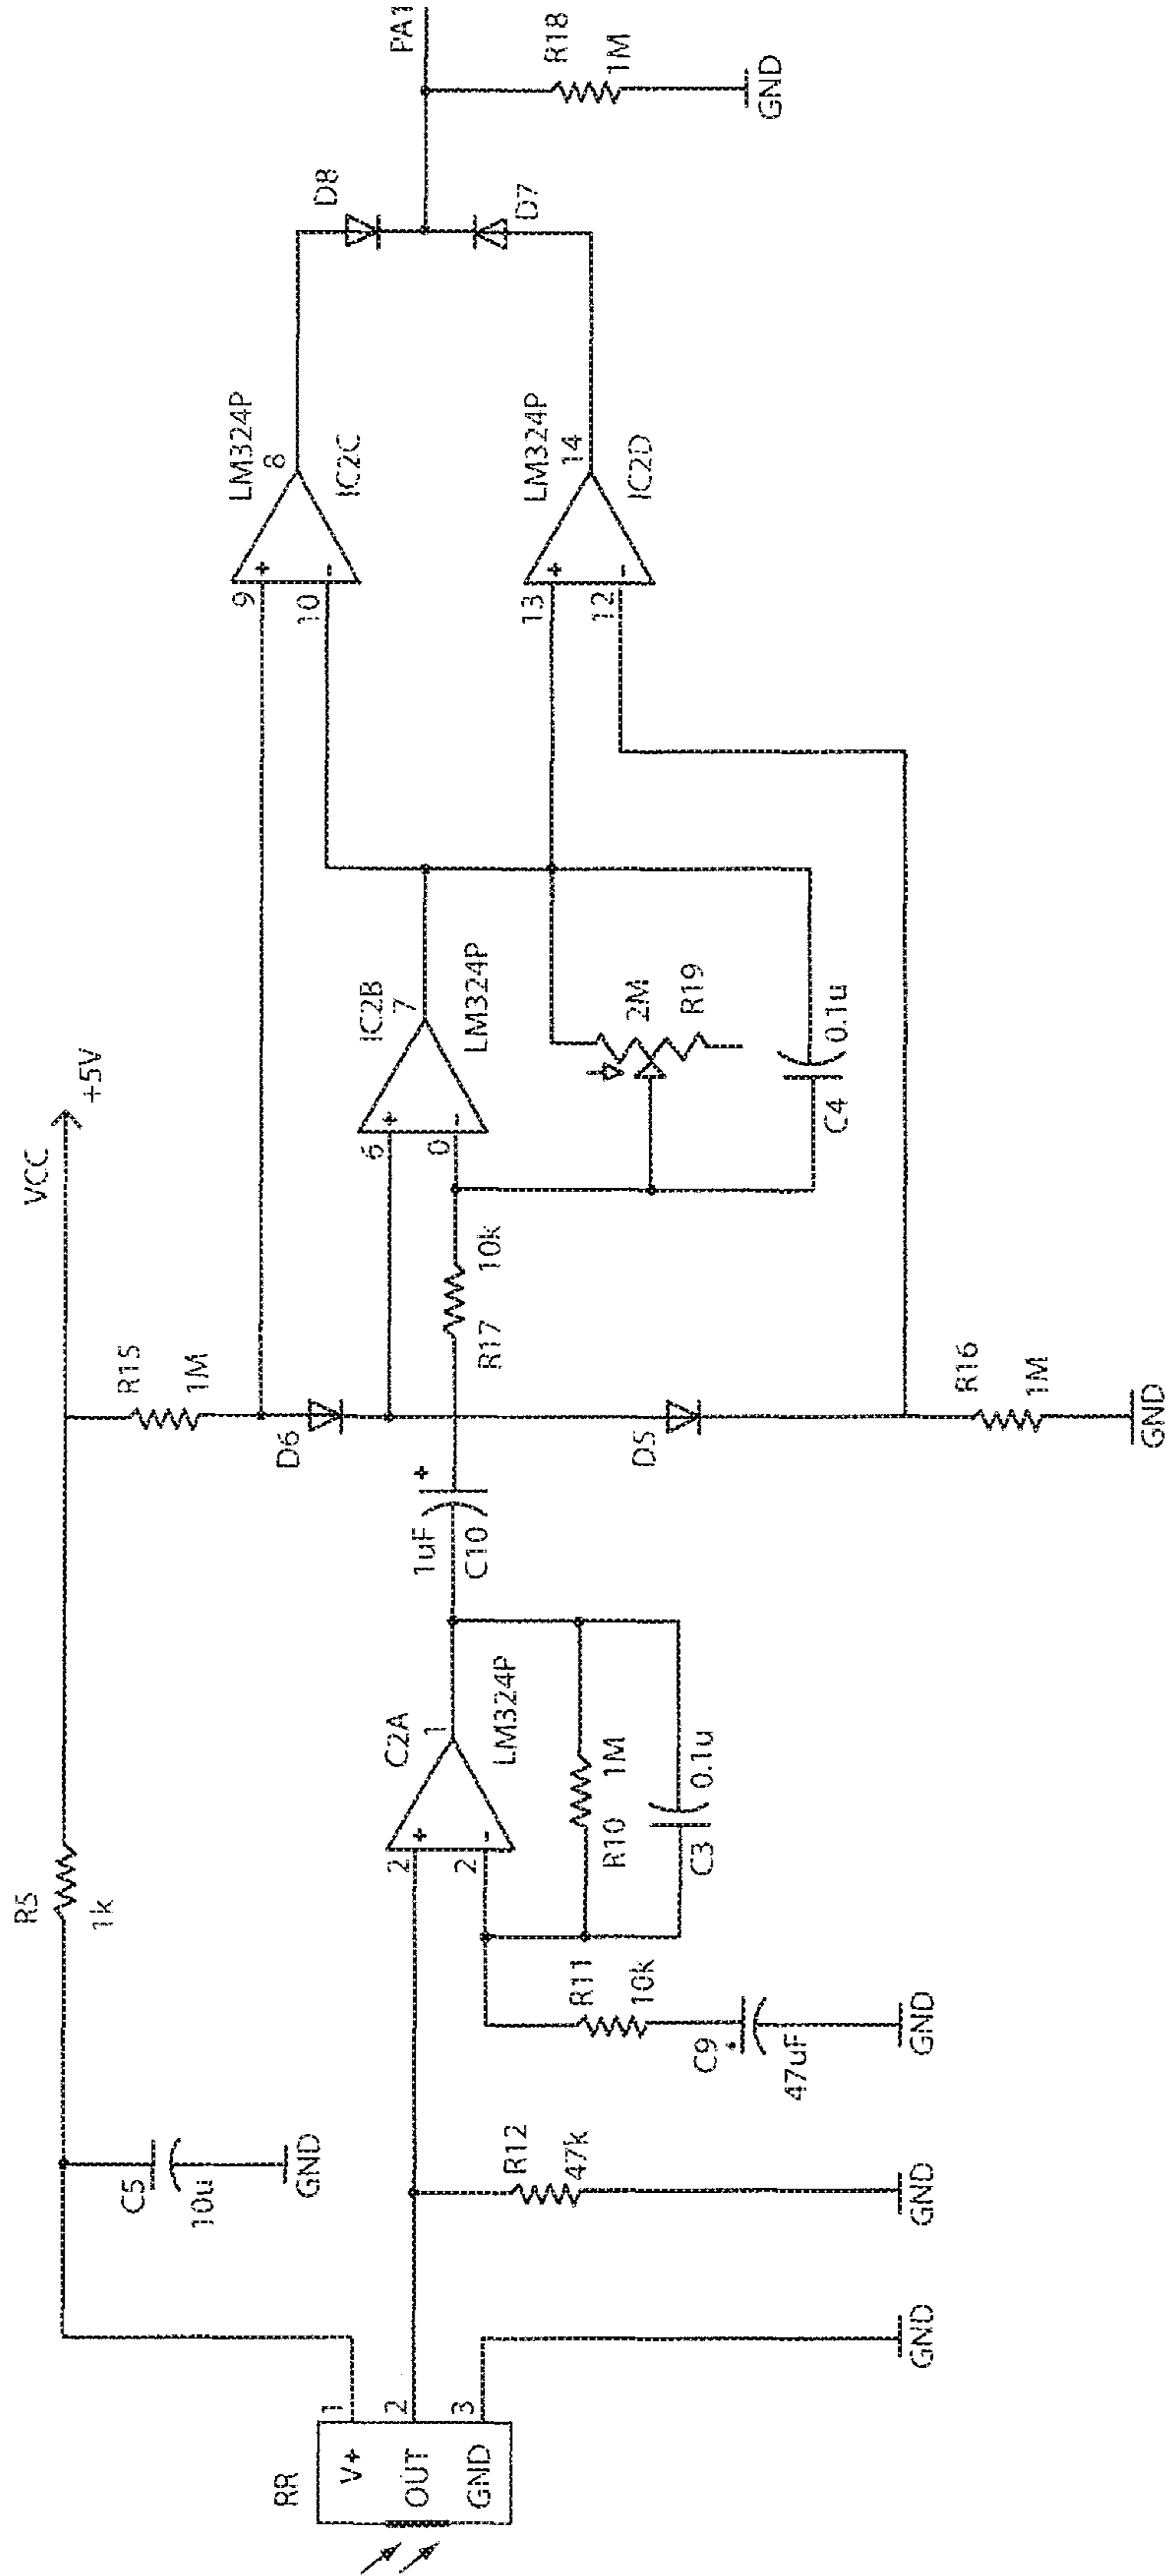 RR
V+
OUT
GND
1
2
3
GND
C5
10u
GND
R12
47k
GND
R5
1k
VCC
+5V
R11
10k
C9
47uF
GND
C2A
2
2
+
-
1
LM324P
R10
1M
C3
0.1u
1uF
+
C10
R15
1M
D6
D5
R16
1M
GND
R17
10k
IC2B
6
0
+
-
7
LM324P
2M
R19
C4
0.1u
LM324P
9
10
+
-
8
IC2C
LM324P
13
12
+
-
14
IC2D
D8
D7
PA1
R18
1M
GND